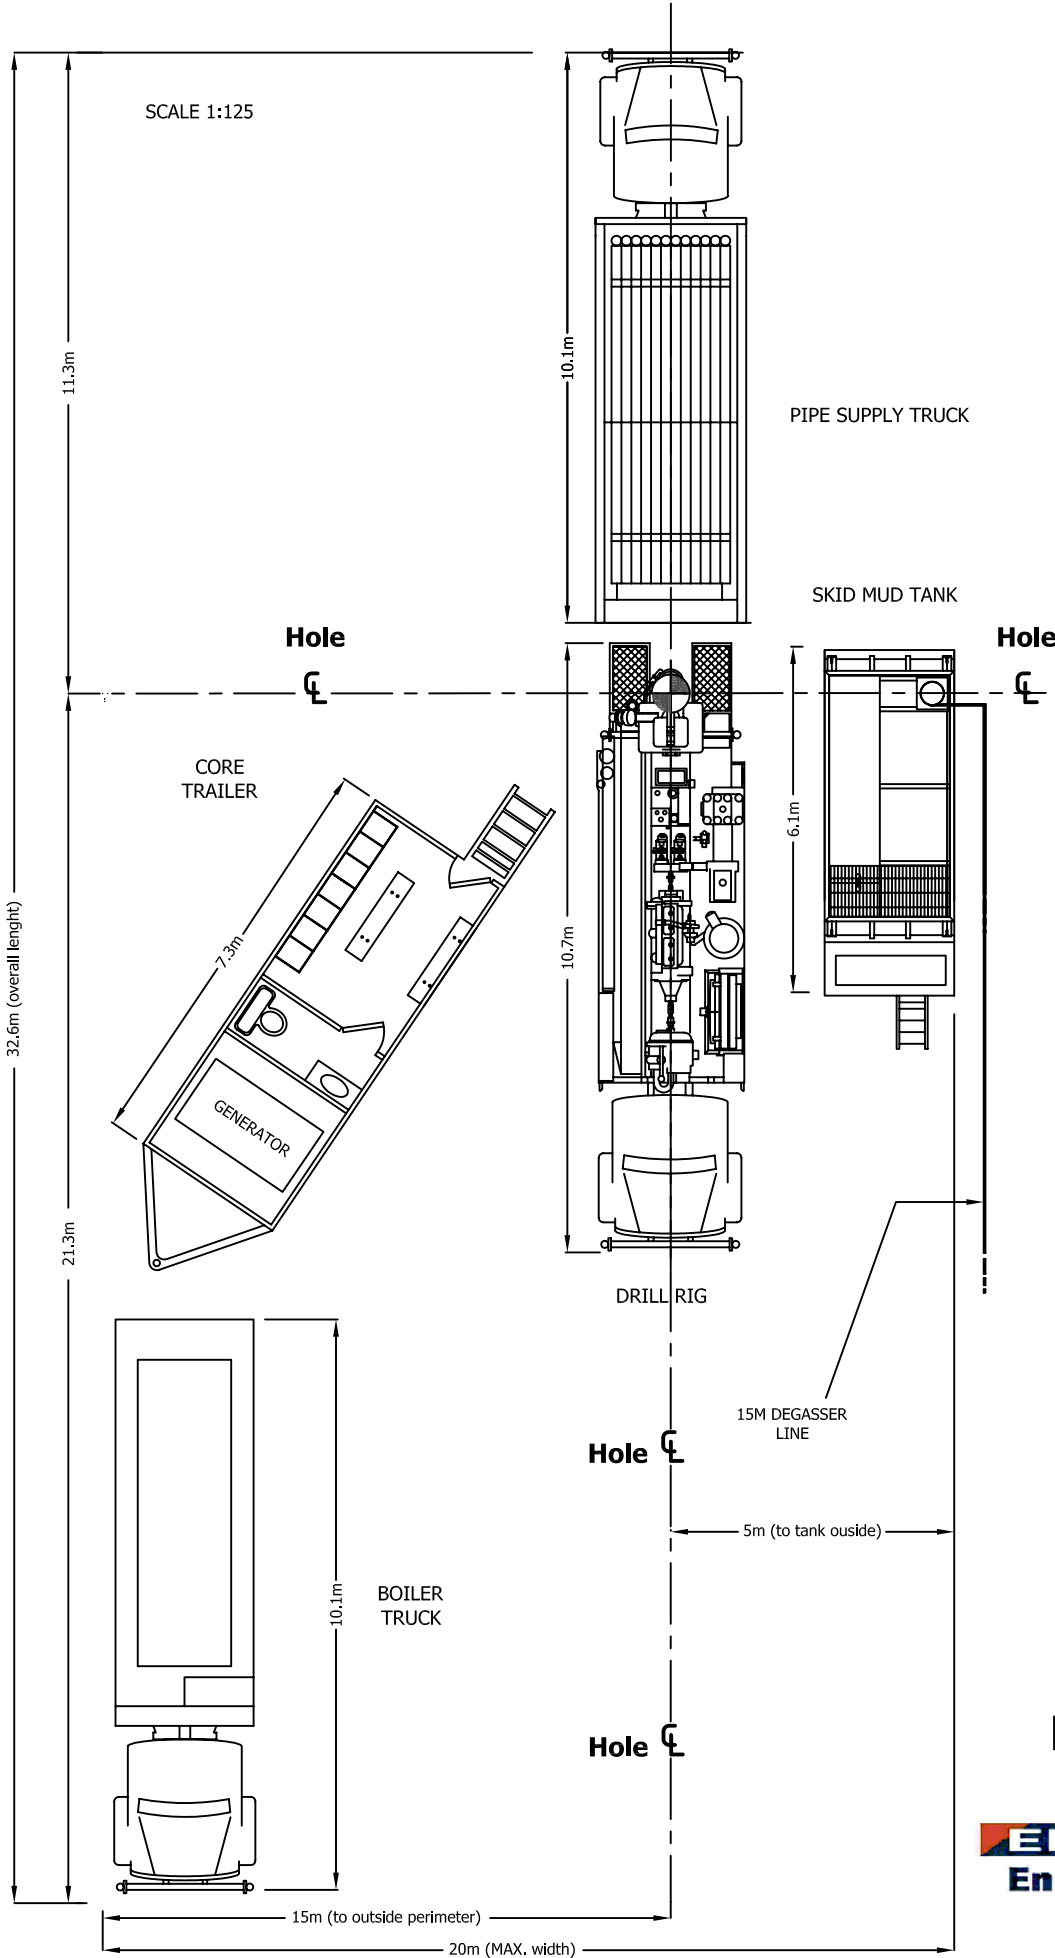 SCALE 1:125
11.3m
10.1m
PIPE SUPPLY TRUCK
SKID MUD TANK
Hole
Hole
CORE
TRAILER
6.1m
32.6m (overall lenght)
7.3m
10.7m
GENERATOR
21.3m
DRILL RIG
15M DEGASSER
LINE
Hole
5m (to tank ouside)
10.1m
BOILER
TRUCK
Hole
En
15m (to outside perimeter)
20m (MAX. width)